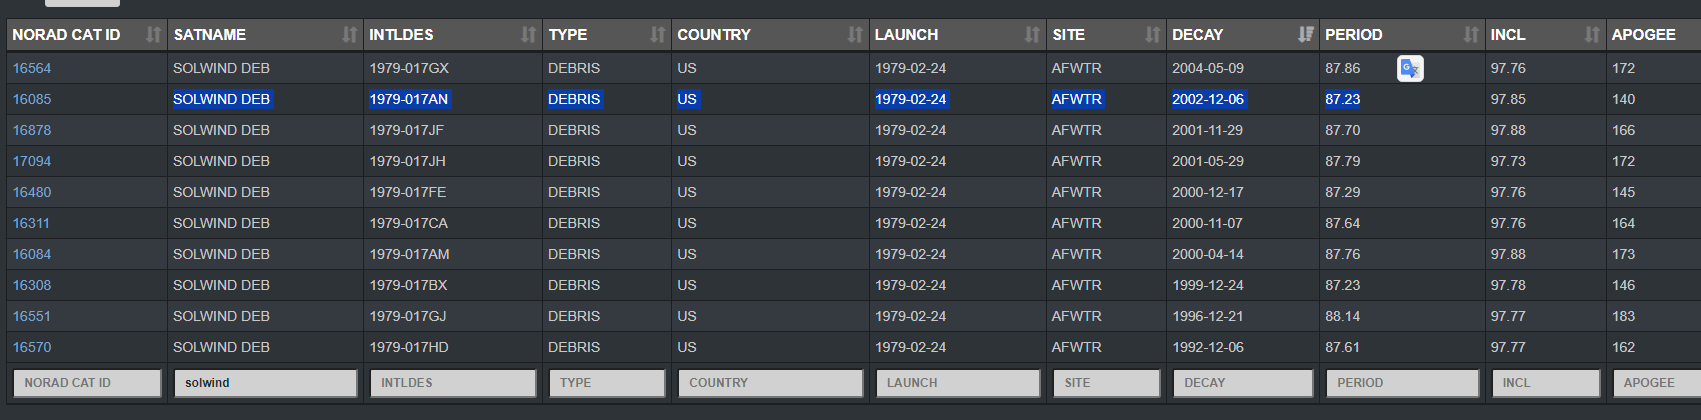 NORAD CAT ID SATNAME INTLDES TYPE COUNTRY LAUNCH SITE DECAY PERIOD INCL APOGEE
16564 SOLWIND DEB 1979-017GX DEBRIS US 1979-02-24 AFWTR 2004-05-09 87.86 97.76 172
16085 SOLWIND DEB 1979-017AN DEBRIS US 1979-02-24 AFWTR 2002-12-06 87.23 97.85 140
16878 SOLWIND DEB 1979-017JF DEBRIS US 1979-02-24 AFWTR 2001-11-29 87.70 97.88 166
17094 SOLWIND DEB 1979-017JH DEBRIS US 1979-02-24 AFWTR 2001-05-29 87.79 97.73 172
16480 SOLWIND DEB 1979-017FE DEBRIS US 1979-02-24 AFWTR 2000-12-17 87.29 97.76 145
16311 SOLWIND DEB 1979-017CA DEBRIS US 1979-02-24 AFWTR 2000-11-07 87.64 97.76 164
16084 SOLWIND DEB 1979-017AM DEBRIS US 1979-02-24 AFWTR 2000-04-14 87.76 97.88 173
16308 SOLWIND DEB 1979-017BX DEBRIS US 1979-02-24 AFWTR 1999-12-24 87.23 97.78 146
16551 SOLWIND DEB 1979-017GJ DEBRIS US 1979-02-24 AFWTR 1996-12-21 88.14 97.77 183
16570 SOLWIND DEB 1979-017HD DEBRIS US 1979-02-24 AFWTR 1992-12-06 87.61 97.77 162
NORAD CAT ID solwind INTLDES TYPE COUNTRY LAUNCH SITE DECAY PERIOD INCL APOGEE